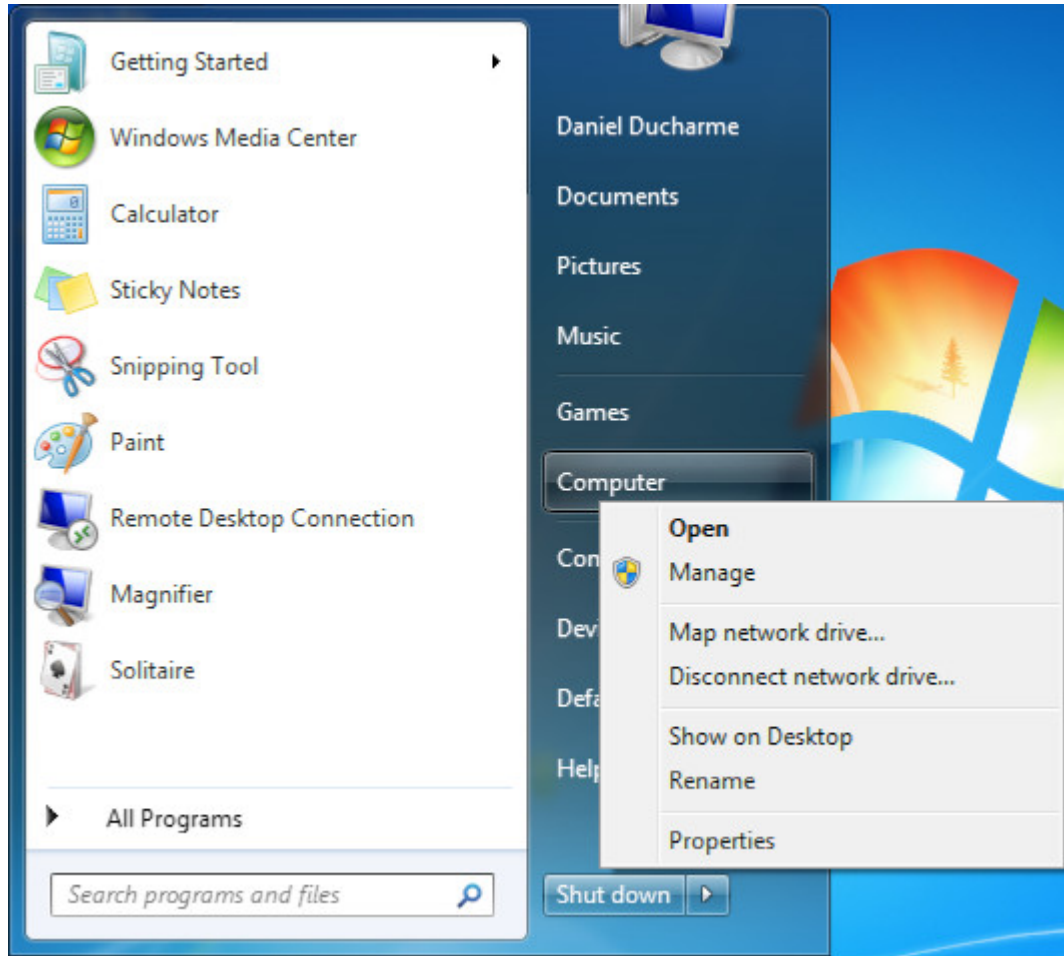 Getting Started
Windows Media Center
Calculator
Sticky Notes
Snipping Tool
Paint
Remote Desktop Connection
Magnifier
Solitaire
All Programs
Search programs and files
Daniel Ducharme
Documents
Pictures
Music
Games
Computer
Shut down
Open
Manage
Map network drive...
Disconnect network drive...
Show on Desktop
Rename
Properties